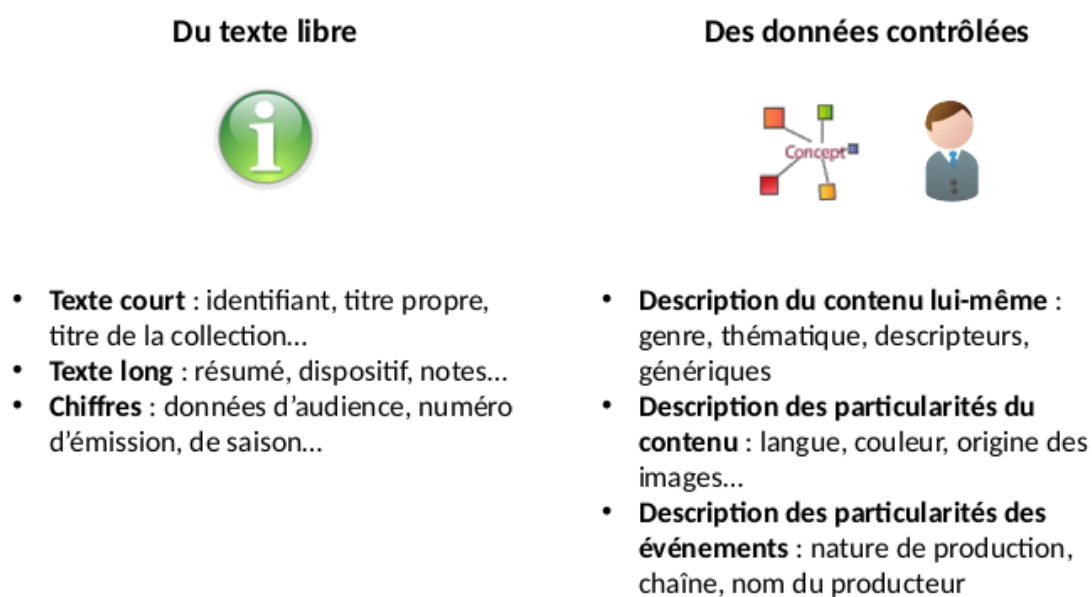 Du texte libre
• Texte court : identifiant, titre propre,
titre de la collection...
• Texte long : résumé, dispositif, notes...
• Chiffres : données d’audience, numéro
d’émission, de saison...
Des données contrôlées
Concept
• Description du contenu lui-même :
genre, thématique, descripteurs,
génériques
• Description des particularités du
contenu : langue, couleur, origine des
images...
• Description des particularités des
événements : nature de production,
chaîne, nom du producteur